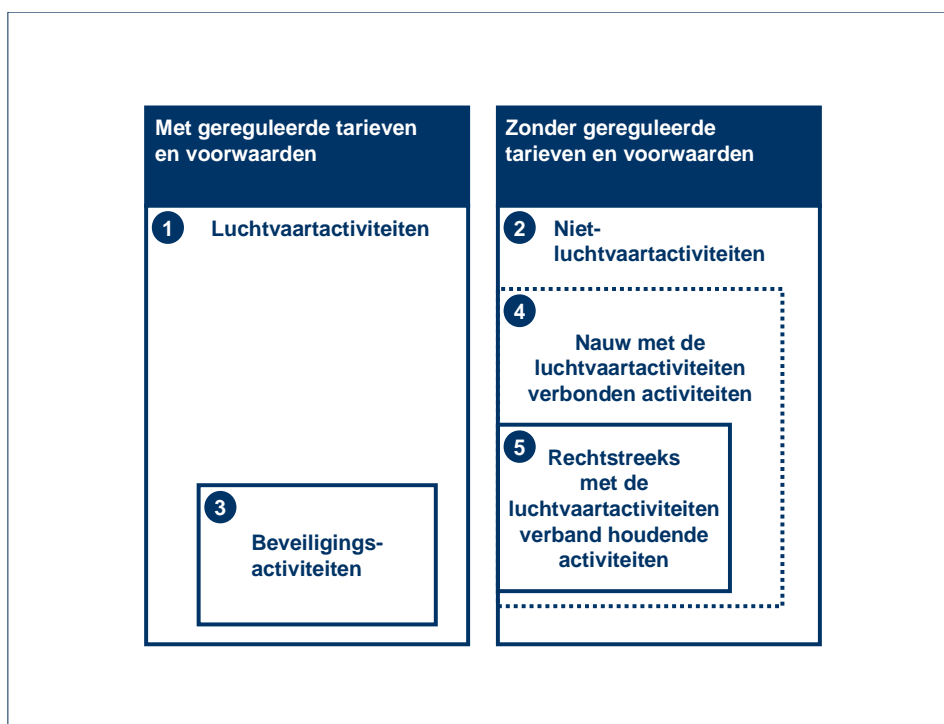 Met gereguleerde tarieven
en voorwaarden
1 Luchtvaartactiviteiten
3
Beveiligings-
activiteiten
Zonder gereguleerde
tarieven en voorwaarden
2 Niet-
luchtvaartactiviteiten
4
Nauw met de
luchtvaartactiviteiten
verbonden activiteiten
5
Rechtstreeks
met de
luchtvaartactiviteiten
verband houdende
activiteiten